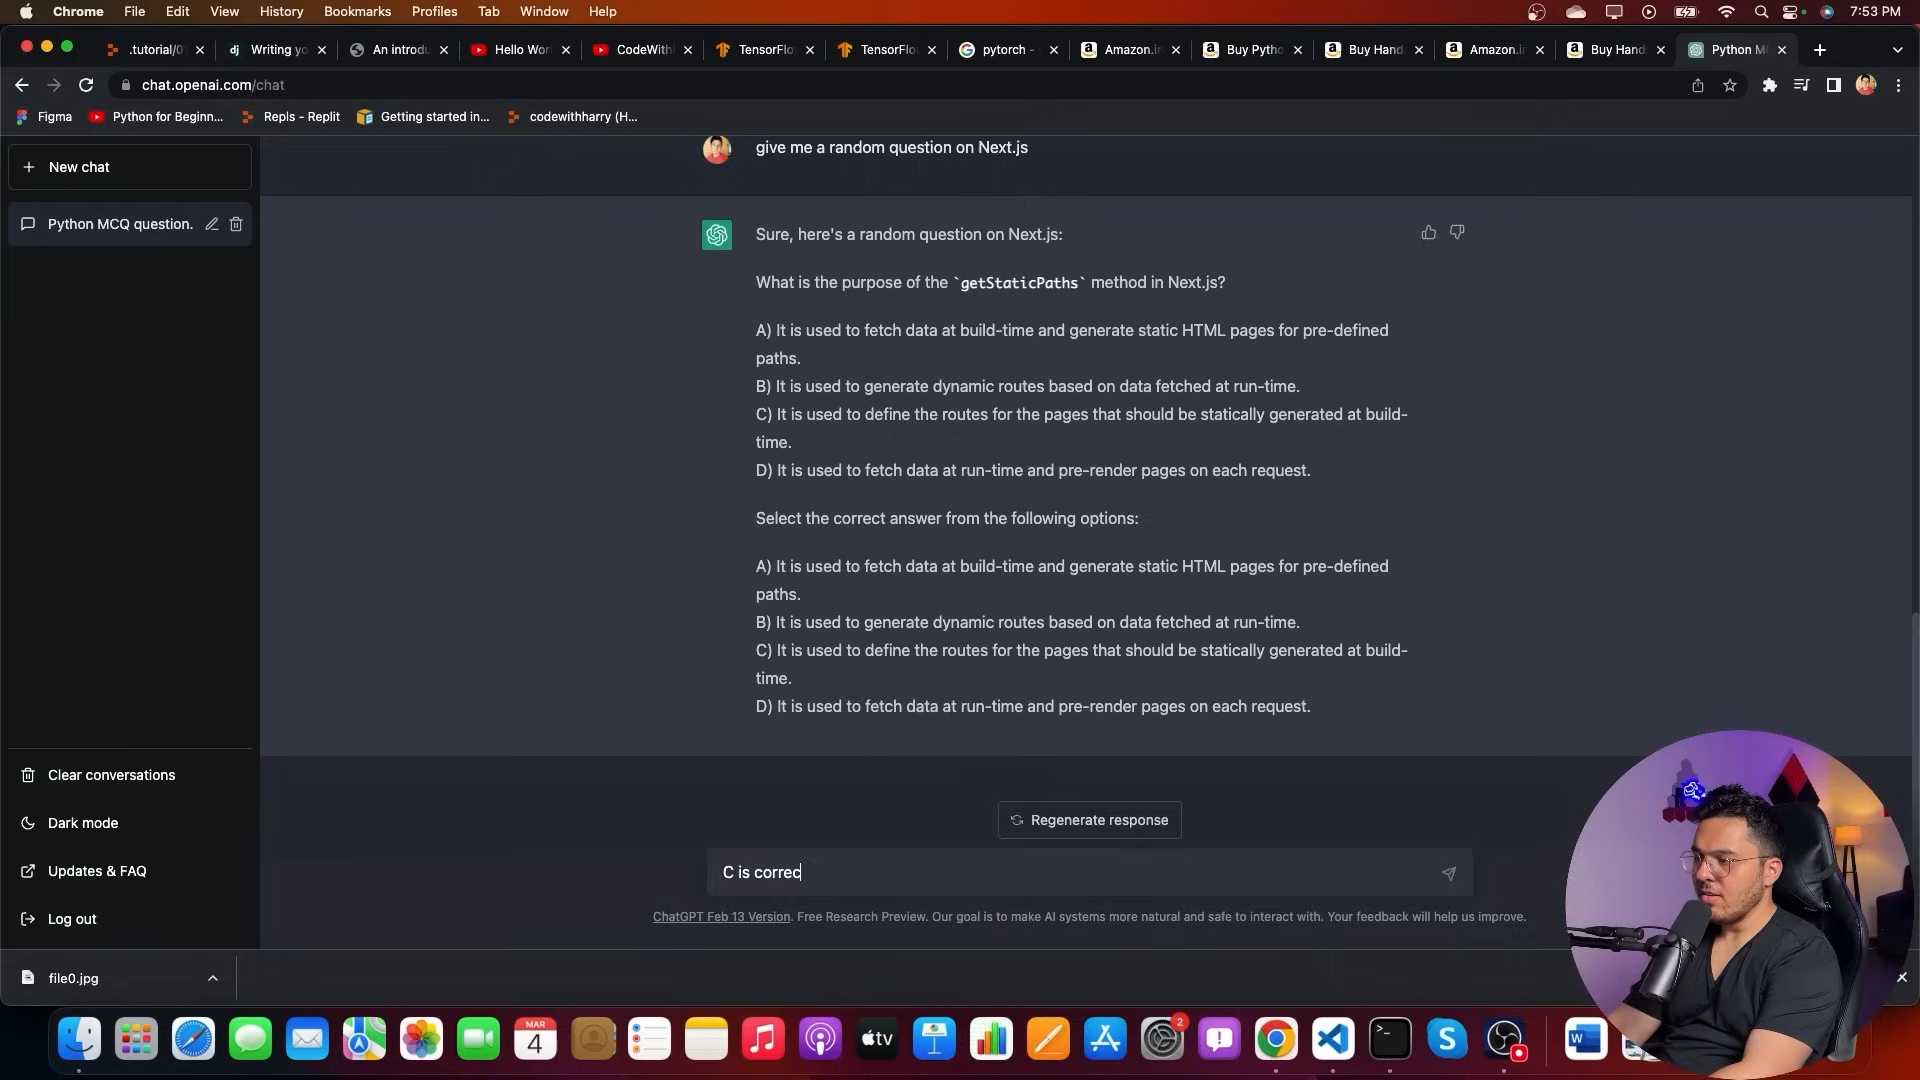 Chrome File Edit View History Bookmarks Profiles Tab Window Help 7:53 PM
.tutorial/0 Writing yo An introdu Hello Wor CodeWith TensorFlo TensorFlo pytorch - Amazon.in Buy Pytho Buy Hand Amazon.in Buy Hand Python M
chat.openai.com/chat
Figma Python for Beginn... Repls - Replit Getting started in... codewithharry (H...
New chat
Python MCQ question.
give me a random question on Next.js
Sure, here's a random question on Next.js:
What is the purpose of the `getStaticPaths` method in Next.js?
A) It is used to fetch data at build-time and generate static HTML pages for pre-defined
paths.
B) It is used to generate dynamic routes based on data fetched at run-time.
C) It is used to define the routes for the pages that should be statically generated at build-
time.
D) It is used to fetch data at run-time and pre-render pages on each request.
Select the correct answer from the following options:
A) It is used to fetch data at build-time and generate static HTML pages for pre-defined
paths.
B) It is used to generate dynamic routes based on data fetched at run-time.
C) It is used to define the routes for the pages that should be statically generated at build-
time.
D) It is used to fetch data at run-time and pre-render pages on each request.
Clear conversations
Dark mode
Updates & FAQ
Log out
Regenerate response
C is correc
ChatGPT Feb 13 Version. Free Research Preview. Our goal is to make AI systems more natural and safe to interact with. Your feedback will help us improve.
file0.jpg
MAR
4
tv
2